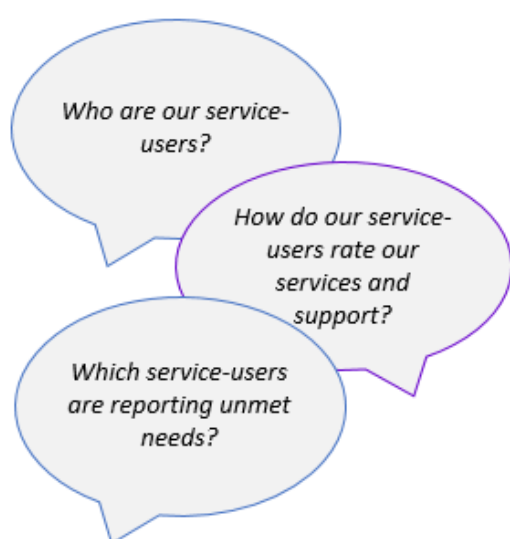 Who are our service-
users?
How do our service-
users rate our
services and
support?
Which service-users
are reporting unmet
needs?